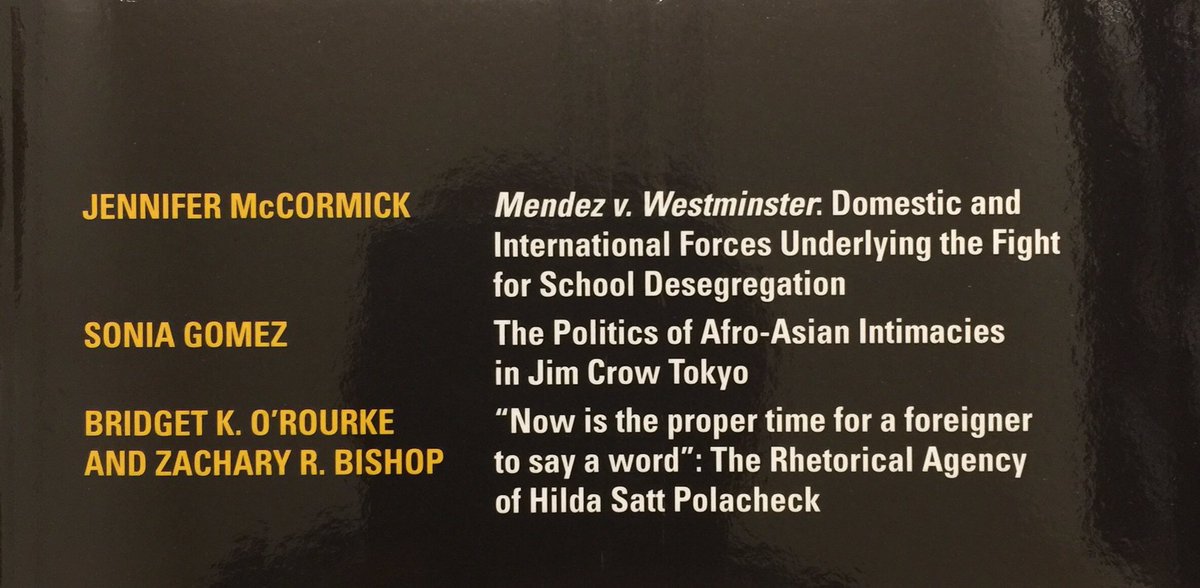 JENNIFER McCORMICK
Mendez v. Westminster: Domestic and
International Forces Underlying the Fight
for School Desegregation
SONIA GOMEZ
The Politics of Afro-Asian Intimacies
in Jim Crow Tokyo
BRIDGET K. O’ROURKE
AND ZACHARY R. BISHOP
“Now is the proper time for a foreigner
to say a word”: The Rhetorical Agency
of Hilda Satt Polacheck